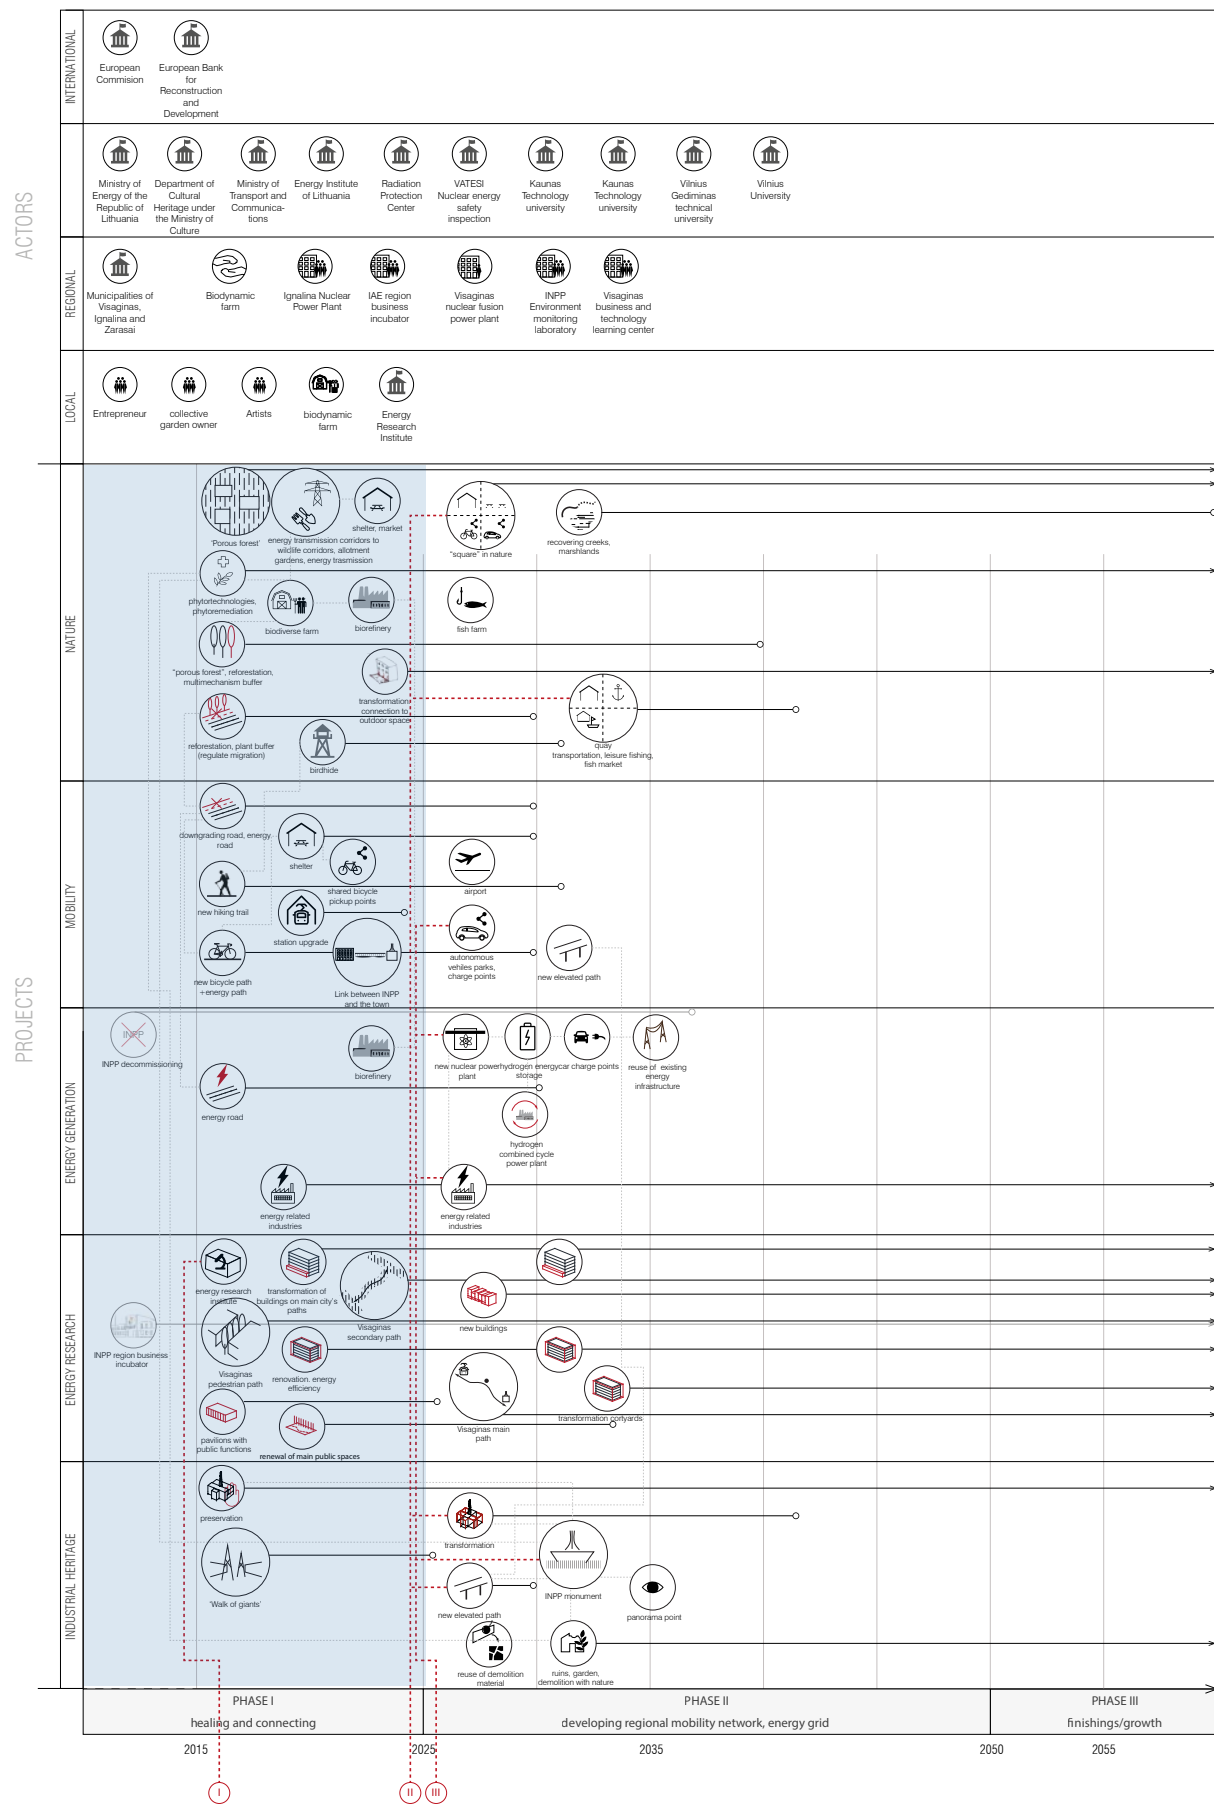 ACTORS
INTERNATIONAL
European
Commision
European Bank
for
Reconstruction
and
Development
REGIONAL
Ministry of
Energy of the
Republic of
Lithuania
Department of
Cultural
Heritage under
the Ministry of
Culture
Ministry of
Transport and
Communica-
tions
Energy Institute
of Lithuania
Radiation
Protection
Center
VATESI
Nuclear energy
safety
inspection
Kaunas
Technology
university
Kaunas
Technology
university
Vilnius
Gediminas
technical
university
Vilnius
University
REGIONAL
Municipalities of
Visaginas,
Ignalina and
Zarasai
Biodynamic
farm
Ignalina Nuclear
Power Plant
IAE region
business
incubator
Visaginas
nuclear fusion
power plant
INPP
Environment
monitoring
laboratory
Visaginas
business and
technology
learning center
LOCAL
Entrepreneur
collective
garden owner
Artists
biodynamic
farm
Energy
Research
Institute
PROJECTS
NATURE
'Porous forest'
energy transmission corridors to
wildlife corridors, allotment
gardens, energy trasmission
shelter, market
"square" in nature
recovering creeks,
marshlands
phytortechnologies,
phytoremediation
biodiverse farm
biorefinery
fish farm
"porous forest", reforestation,
multimechanism buffer
transformation
connection to
outdoor space
reforestation, plant buffer
(regulate migration)
birdhide
quay
transportation, leisure fishing,
fish market
MOBILITY
downgrading road, energy
road
shelter
shared bicycle
pickup points
airport
new hiking trail
station upgrade
new bicycle path
+energy path
Link between INPP
and the town
autonomous
vehiles parks,
charge points
new elevated path
ENERGY GENERATION
INPP
INPP decommissioning
biorefinery
new nuclear power
plant
hydrogen energy
storage
car charge points
reuse of existing
energy
infrastructure
energy road
hydrogen
combined cycle
power plant
energy related
industries
energy related
industries
ENERGY RESEARCH
energy research
institute
transformation of
buildings on main city's
paths
Visaginas
secondary path
new buildings
INPP region business
incubator
Visaginas
pedestrian path
renovation. energy
efficiency
Visaginas main
path
transformation cortyards
pavilions with
public functions
renewal of main public spaces
INDUSTRIAL HERITAGE
preservation
transformation
'Walk of giants'
INPP monument
new elevated path
panorama point
reuse of demolition
material
ruins, garden,
demolition with nature
PHASE I
healing and connecting
PHASE II
developing regional mobility network, energy grid
PHASE III
finishings/growth
2015
2025
2035
2050
2055
I
II
III